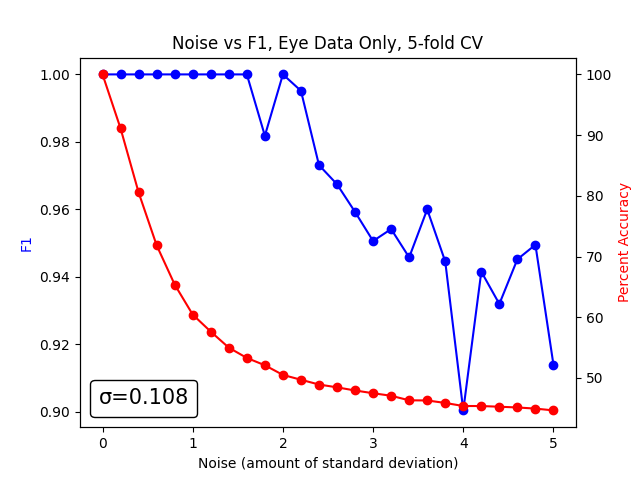 Noise vs F1, Eye Data Only, 5-fold CV
1.00
0.98
0.96
0.94
0.92
0.90
F1
100
90
80
70
60
50
Percent Accuracy
σ=0.108
0 1 2 3 4 5
Noise (amount of standard deviation)